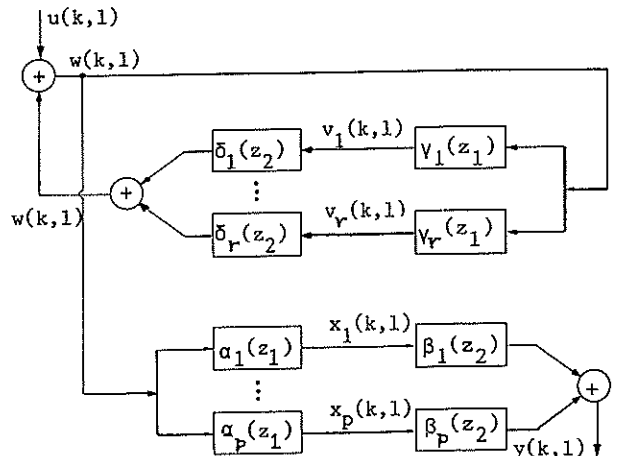 u(k,l)
+
w(k,l)
δ₁(z₂)
v₁(k,l)
γ₁(z₁)
+
⋮
w(k,l)
δᵣ(z₂)
vᵣ(k,l)
γᵣ(z₁)
α₁(z₁)
x₁(k,l)
β₁(z₂)
⋮
+
αₚ(z₁)
xₚ(k,l)
βₚ(z₂)
y(k,l)